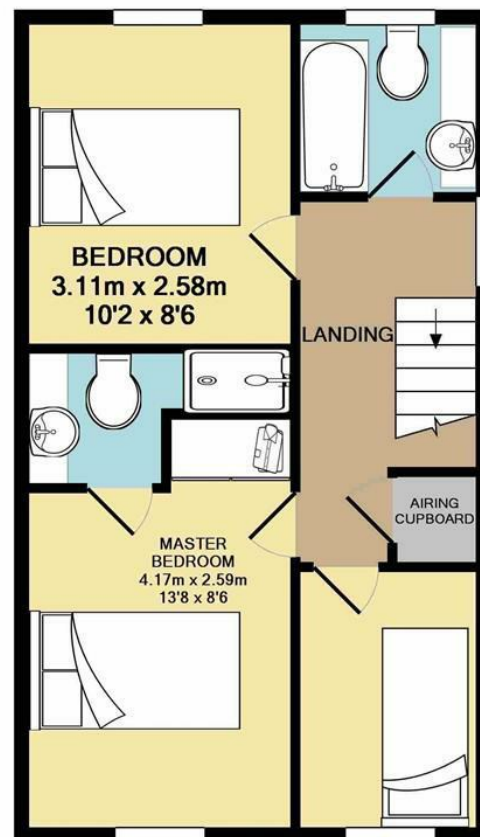 BEDROOM
3.11m x 2.58m
10'2 x 8'6
LANDING
AIRING
CUPBOARD
MASTER
BEDROOM
4.17m x 2.59m
13'8 x 8'6